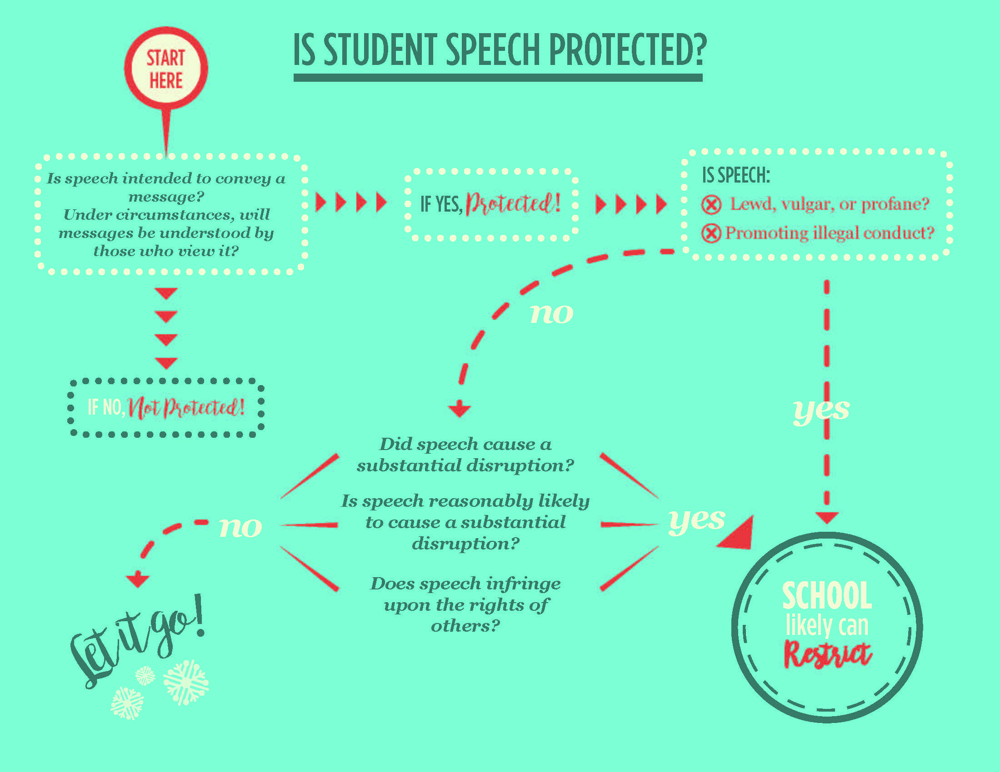 IS STUDENT SPEECH PROTECTED?
START
HERE
Is speech intended to convey a
message?
Under circumstances, will
messages be understood by
those who view it?
IF YES, Protected!
IS SPEECH:
Lewd, vulgar, or profane?
Promoting illegal conduct?
no
yes
IF NO, Not Protected!
Did speech cause a
substantial disruption?
Is speech reasonably likely
to cause a substantial
disruption?
Does speech infringe
upon the rights of
others?
no
yes
Let it go!
SCHOOL
likely can
Restrict